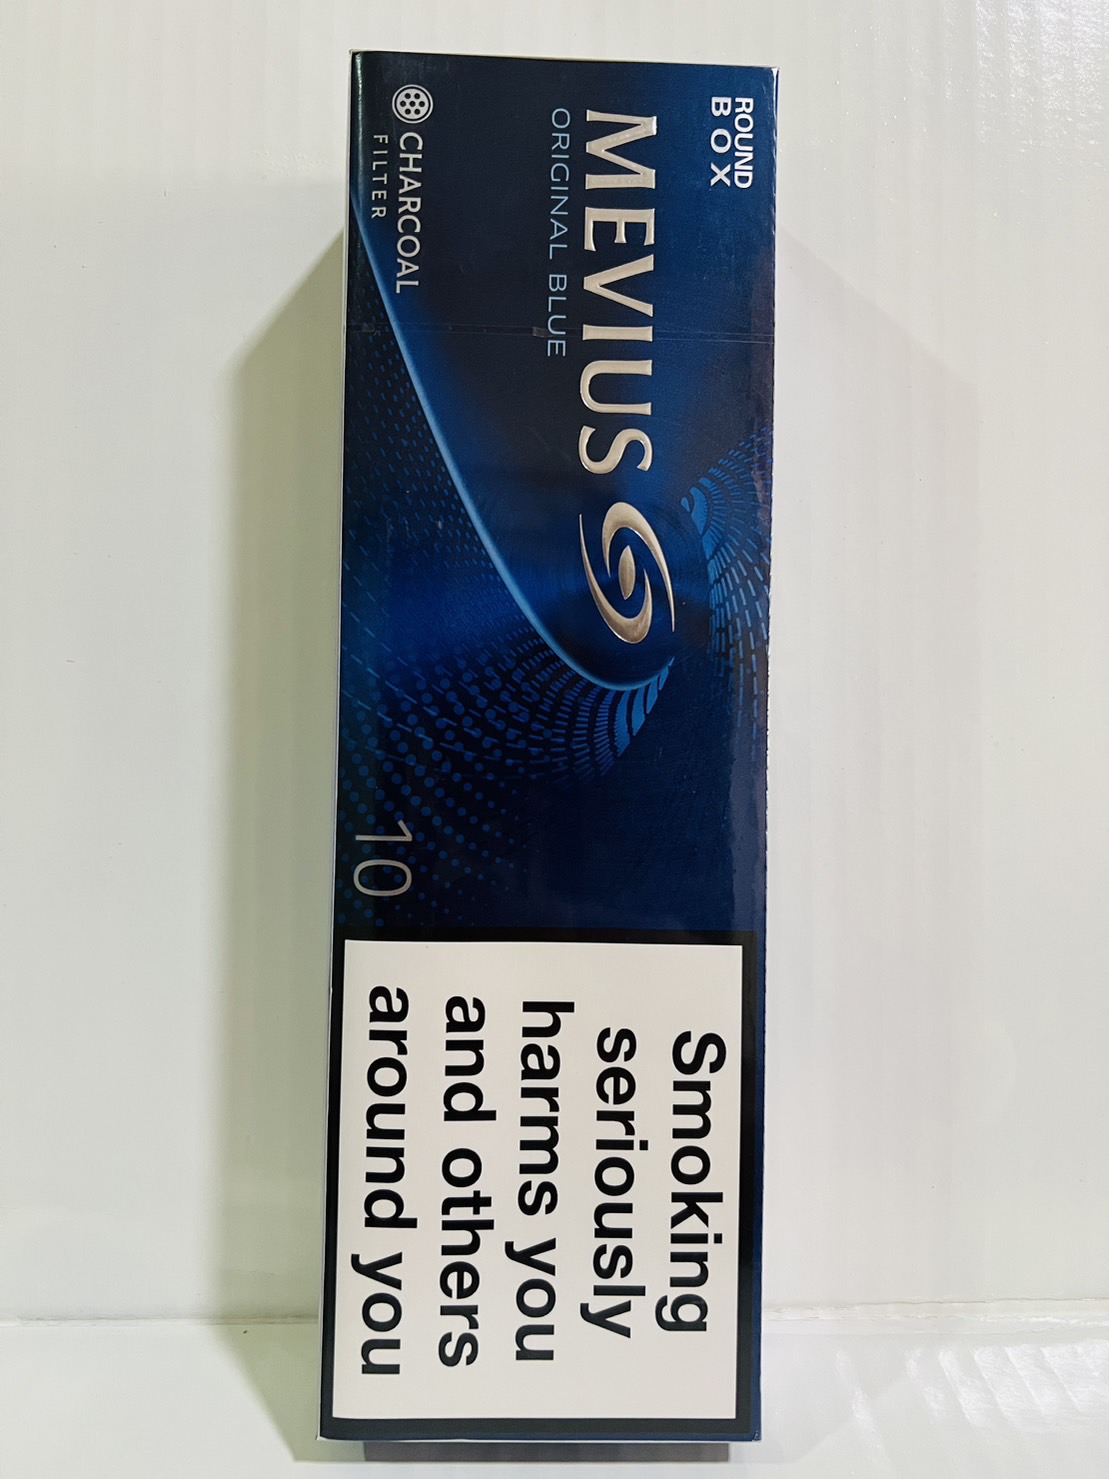 ROUND
BOX
MEVIUS
ORIGINAL BLUE
CHARCOAL
FILTER
10
Smoking
seriously
harms you
and others
around you